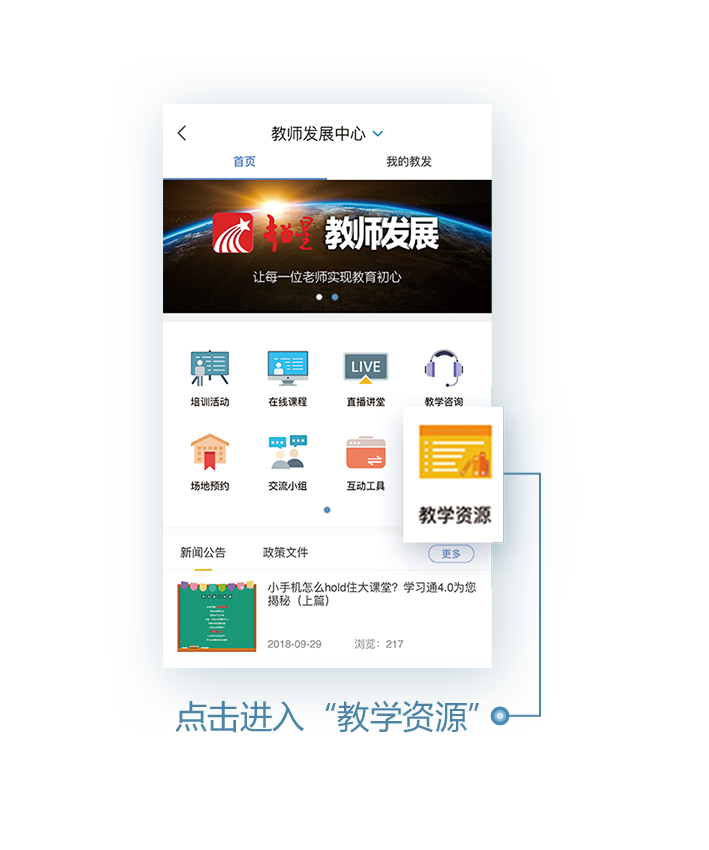 教师发展中心
首页
我的教发
超星 教师发展
让每一位老师实现教育初心
培训活动
在线课程
LIVE
直播讲堂
教学咨询
场地预约
交流小组
互动工具
教学资源
新闻公告
政策文件
更多
小手机怎么hold住大课堂？学习通4.0为您
揭秘（上篇）
2018-09-29
浏览：217
点击进入“教学资源”